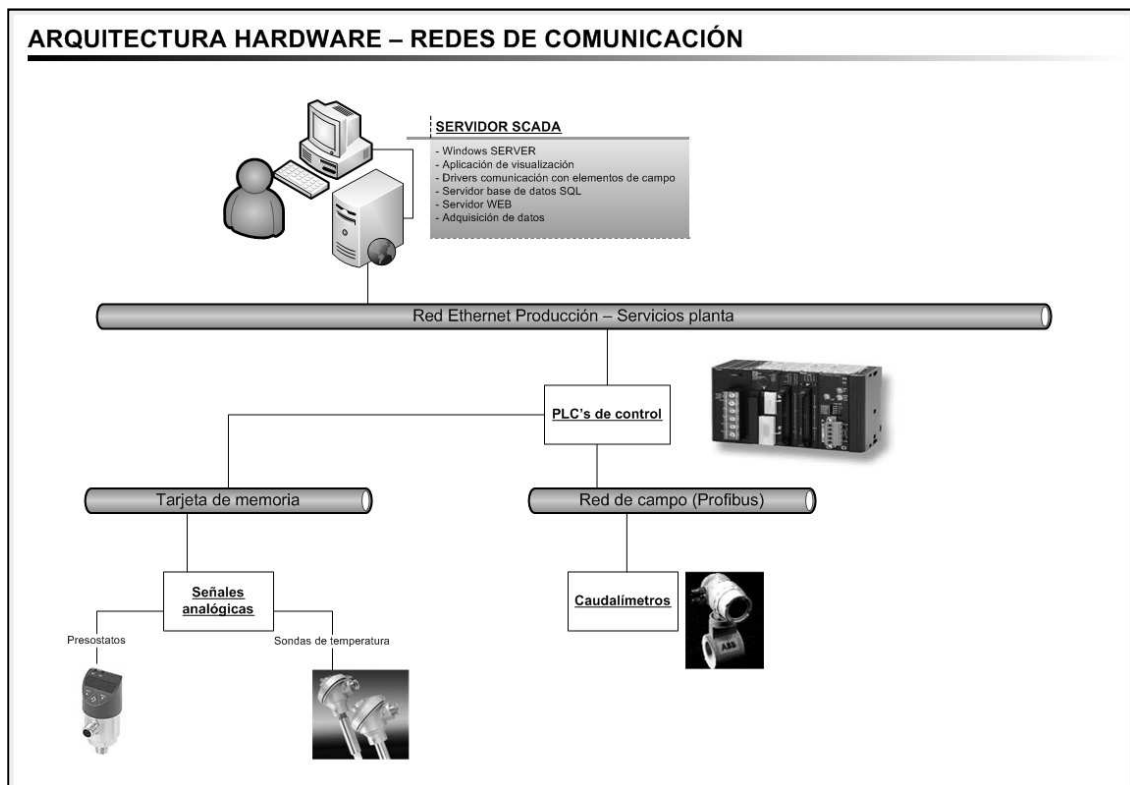 ARQUITECTURA HARDWARE – REDES DE COMUNICACIÓN
SERVIDOR SCADA
- Windows SERVER
- Aplicación de visualización
- Drivers comunicación con elementos de campo
- Servidor base de datos SQL
- Servidor WEB
- Adquisición de datos
Red Ethernet Producción – Servicios planta
PLC's de control
Tarjeta de memoria
Red de campo (Profibus)
Señales
analógicas
Caudalímetros
Presostatos
Sondas de temperatura
ABB